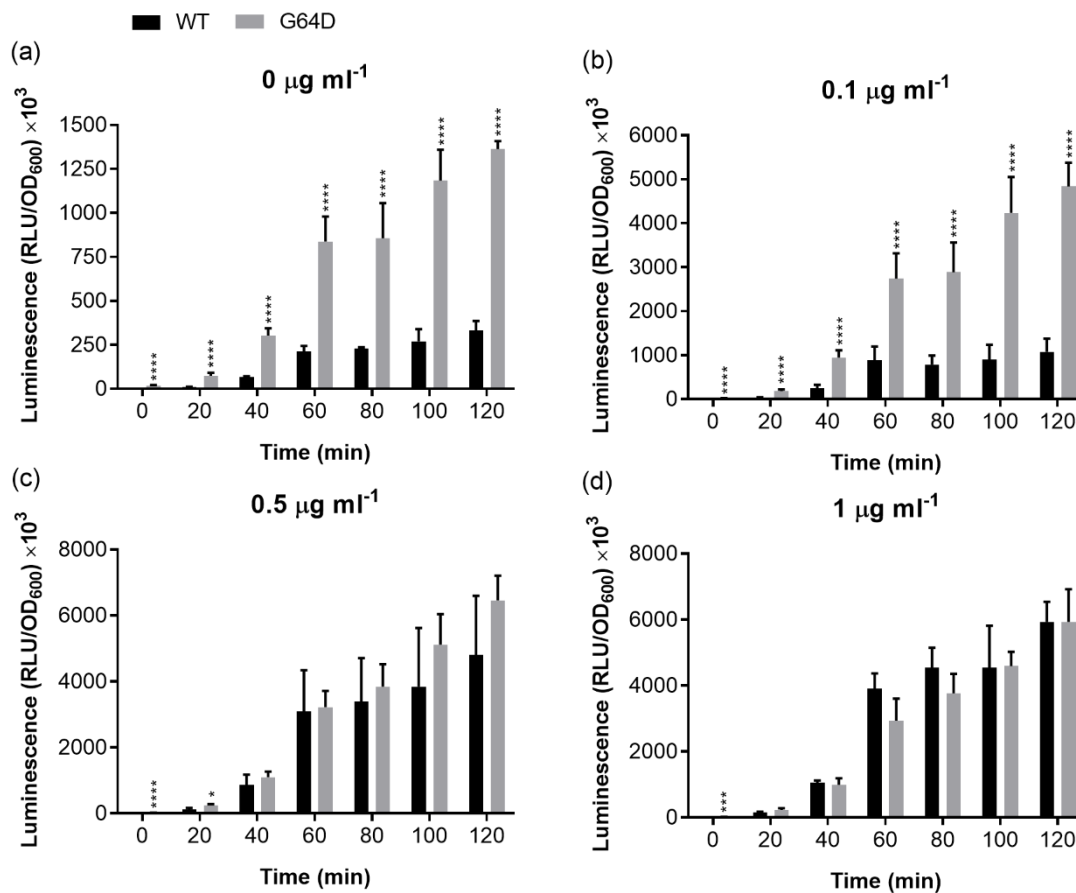 WT G64D
(a)
0 μg ml⁻¹
Luminescence (RLU/OD₆₀₀) ×10³
1500
1250
1000
750
500
250
0
**** **** **** **** **** **** ****
0 20 40 60 80 100 120
Time (min)
(b)
0.1 μg ml⁻¹
Luminescence (RLU/OD₆₀₀) ×10³
6000
5000
4000
3000
2000
1000
0
**** **** **** **** **** **** ****
0 20 40 60 80 100 120
Time (min)
(c)
0.5 μg ml⁻¹
Luminescence (RLU/OD₆₀₀) ×10³
8000
6000
4000
2000
0
**** *
0 20 40 60 80 100 120
Time (min)
(d)
1 μg ml⁻¹
Luminescence (RLU/OD₆₀₀) ×10³
8000
6000
4000
2000
0
***
0 20 40 60 80 100 120
Time (min)